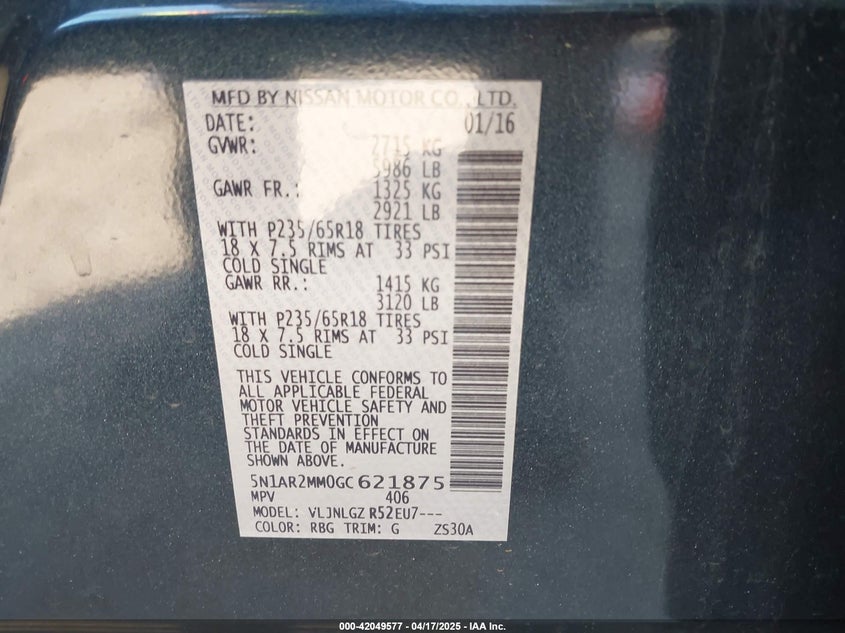 MFD BY NISSAN MOTOR CO., LTD.
DATE: 01/16
GVWR: 2715 KG
5986 LB
GAWR FR.: 1325 KG
2921 LB
WITH P235/65R18 TIRES
18 X 7.5 RIMS AT 33 PSI
COLD SINGLE
GAWR RR.: 1415 KG
3120 LB
WITH P235/65R18 TIRES
18 X 7.5 RIMS AT 33 PSI
COLD SINGLE
THIS VEHICLE CONFORMS TO
ALL APPLICABLE FEDERAL
MOTOR VEHICLE SAFETY AND
THEFT PREVENTION
STANDARDS IN EFFECT ON
THE DATE OF MANUFACTURE
SHOWN ABOVE.
5N1AR2MM0GC 621875
MPV 406
MODEL: VLJNLGZ R52EU7---
COLOR: RBG TRIM: G ZS30A
000-42049577 - 04/17/2025 - IAA Inc.